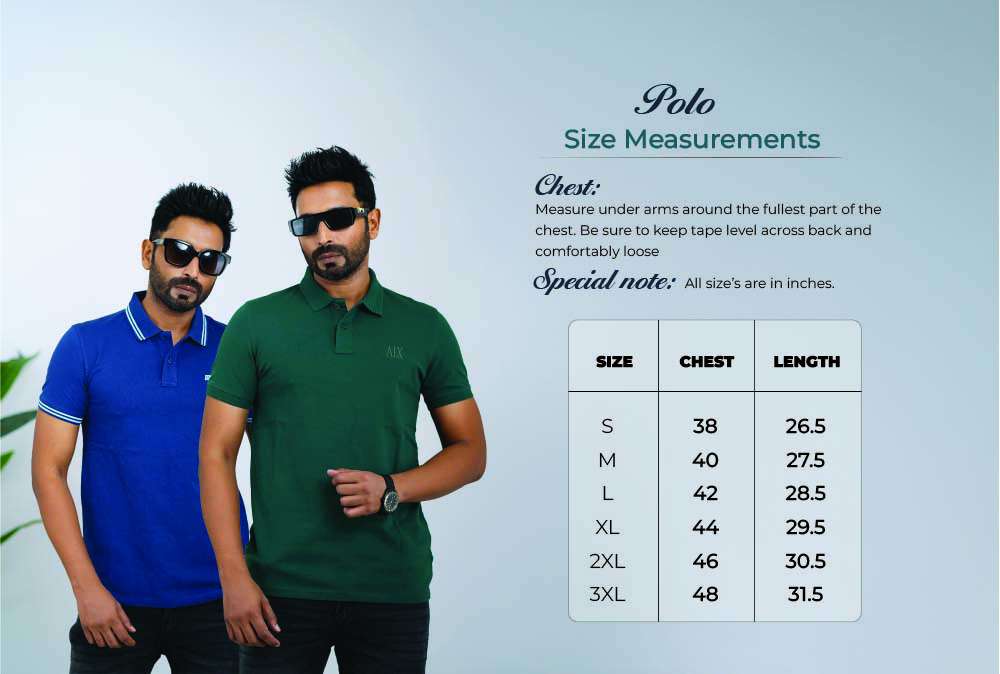 Polo
Size Measurements
Chest:
Measure under arms around the fullest part of the
chest. Be sure to keep tape level across back and
comfortably loose
Special note: All size's are in inches.
SIZE CHEST LENGTH
S 38 26.5
M 40 27.5
L 42 28.5
XL 44 29.5
2XL 46 30.5
3XL 48 31.5
A|X